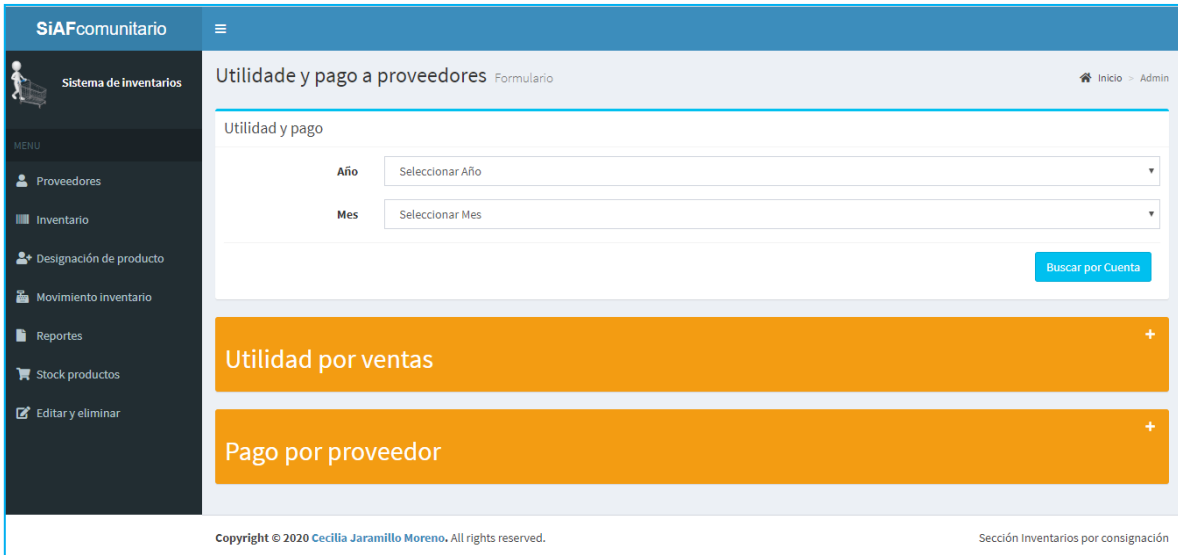 SiAFcomunitario
Sistema de inventarios
MENU
Proveedores
Inventario
Designación de producto
Movimiento inventario
Reportes
Stock productos
Editar y eliminar
Utilidade y pago a proveedores Formulario
Inicio > Admin
Utilidad y pago
Año Seleccionar Año
Mes Seleccionar Mes
Buscar por Cuenta
+
Utilidad por ventas
+
Pago por proveedor
Copyright © 2020 Cecilia Jaramillo Moreno. All rights reserved.
Sección Inventarios por consignación